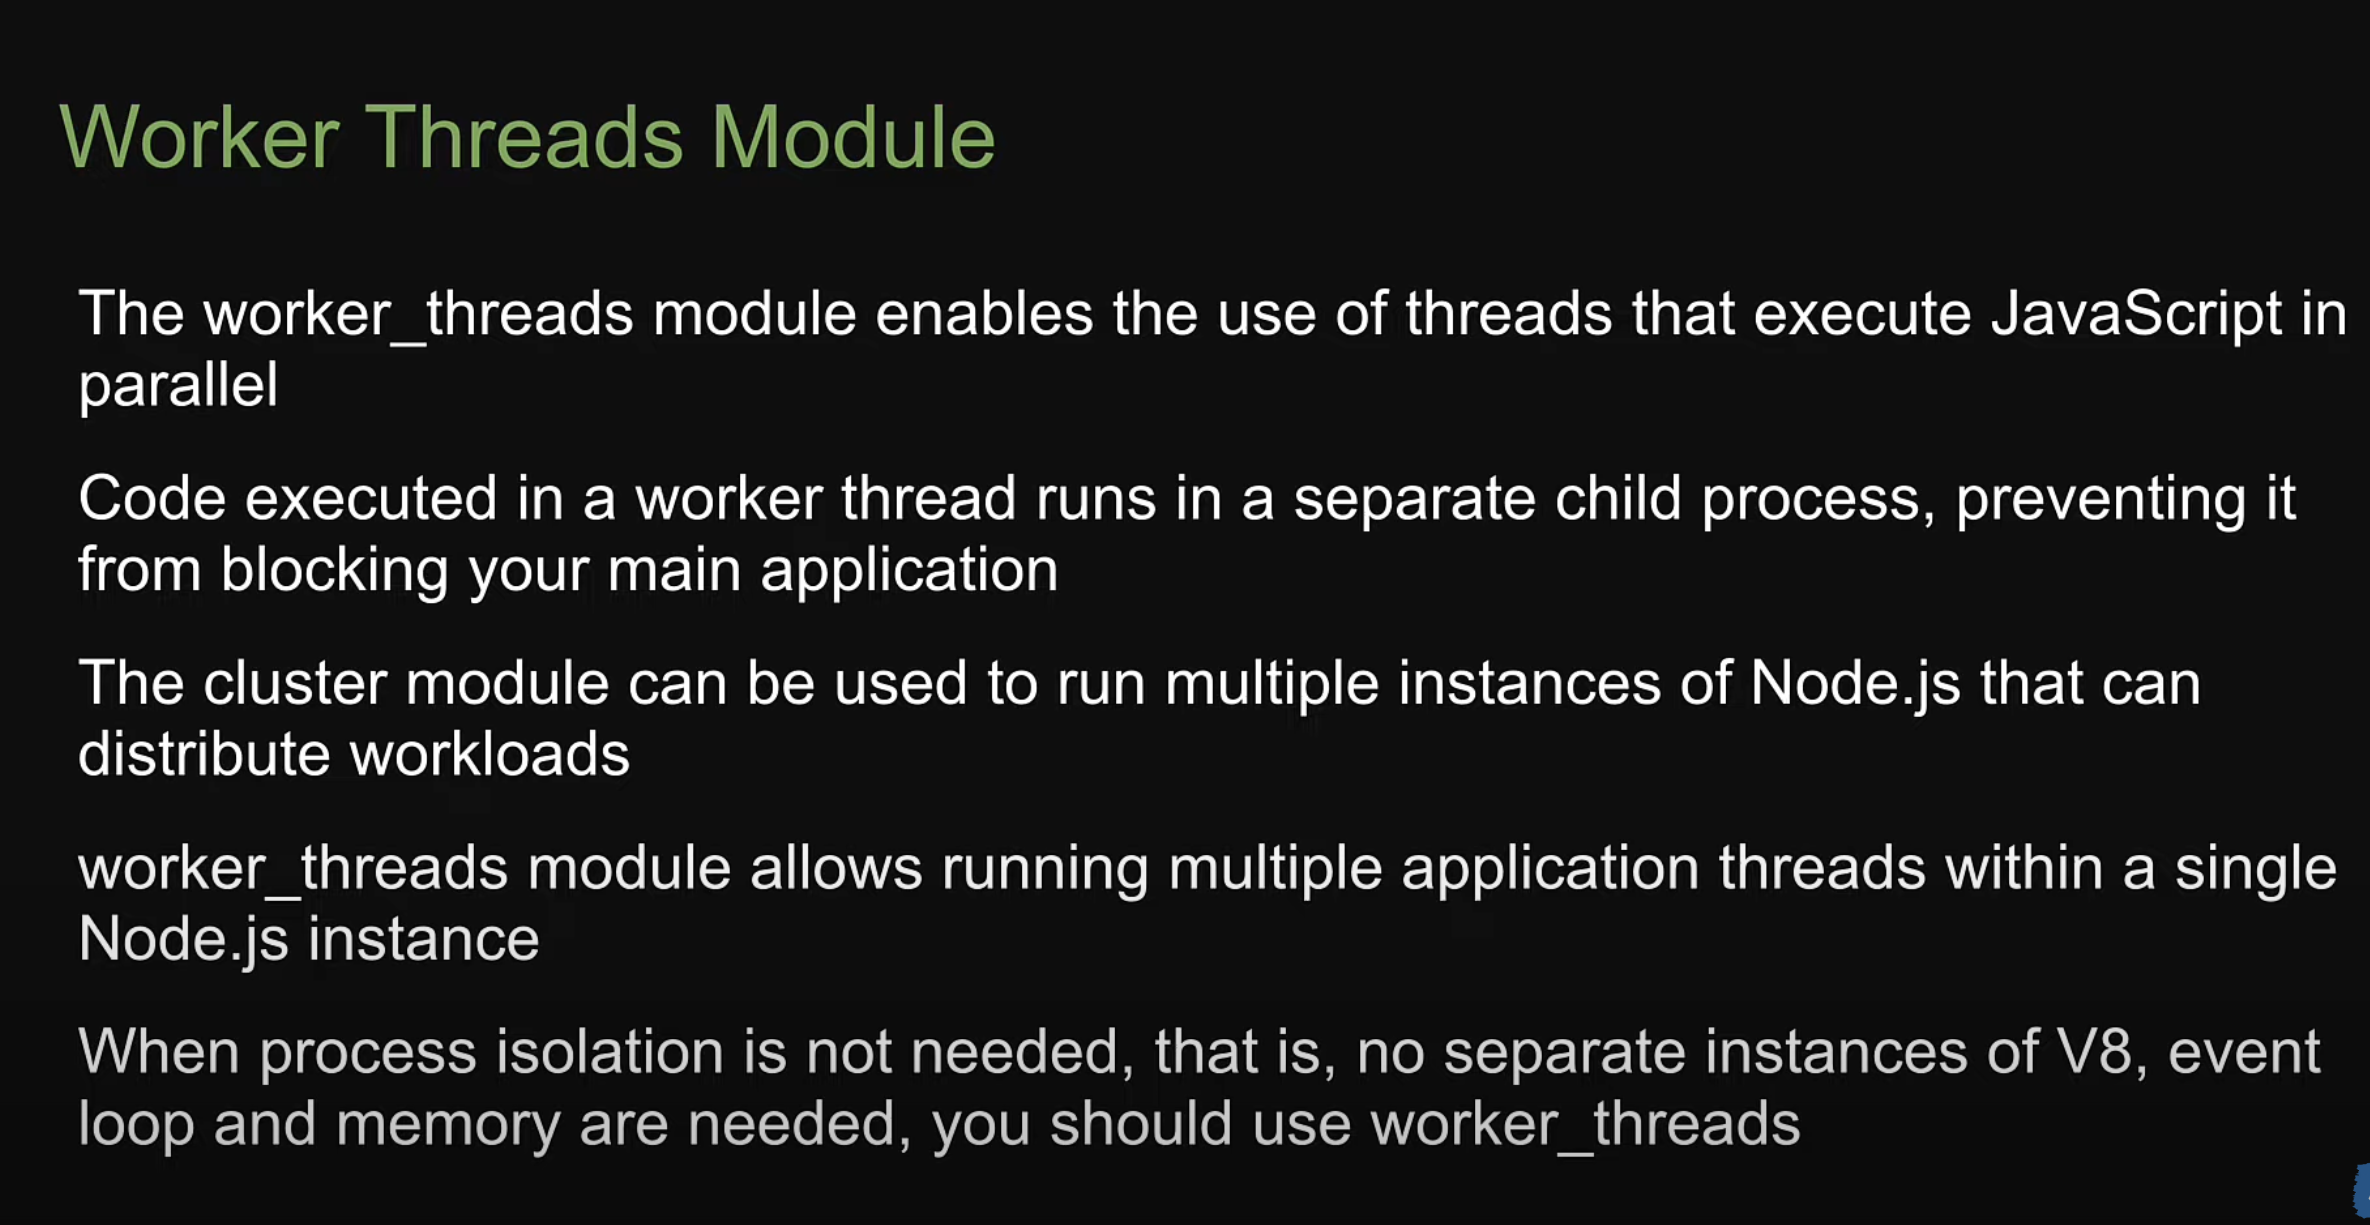 Worker Threads Module
The worker_threads module enables the use of threads that execute JavaScript in
parallel
Code executed in a worker thread runs in a separate child process, preventing it
from blocking your main application
The cluster module can be used to run multiple instances of Node.js that can
distribute workloads
worker_threads module allows running multiple application threads within a single
Node.js instance
When process isolation is not needed, that is, no separate instances of V8, event
loop and memory are needed, you should use worker_threads